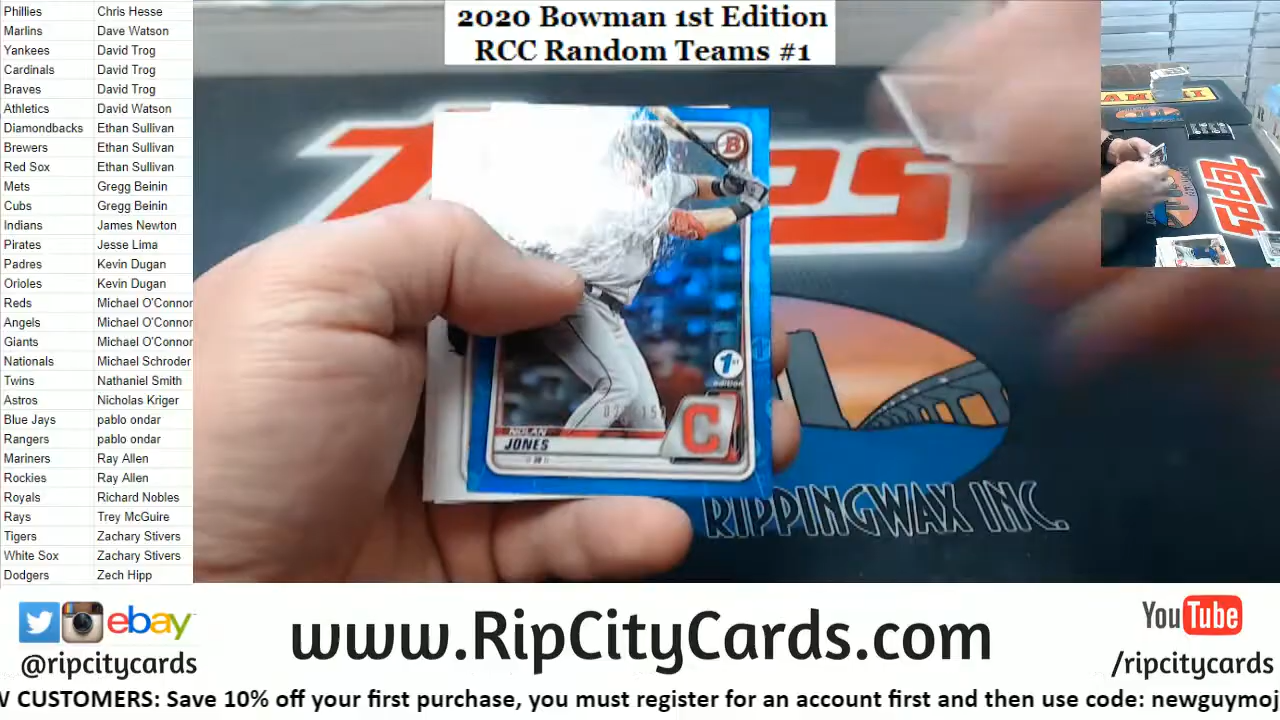 2020 Bowman 1st Edition
RCC Random Teams #1
Phillies Chris Hesse
Marlins Dave Watson
Yankees David Trog
Cardinals David Trog
Braves David Trog
Athletics David Watson
Diamondbacks Ethan Sullivan
Brewers Ethan Sullivan
Red Sox Ethan Sullivan
Mets Gregg Beinin
Cubs Gregg Beinin
Indians James Newton
Pirates Jesse Lima
Padres Kevin Dugan
Orioles Kevin Dugan
Reds Michael O'Connor
Angels Michael O'Connor
Giants Michael O'Connor
Nationals Michael Schroder
Twins Nathaniel Smith
Astros Nicholas Kriger
Blue Jays pablo ondar
Rangers pablo ondar
Mariners Ray Allen
Rockies Ray Allen
Royals Richard Nobles
Rays Trey McGuire
Tigers Zachary Stivers
White Sox Zachary Stivers
Dodgers Zech Hipp
B
1st
edition
C
NOLAN
JONES
RIPPINGWAX INC.
TOPPS
ebay
@ripcitycards
www.RipCityCards.com
YouTube
/ripcitycards
W CUSTOMERS: Save 10% off your first purchase, you must register for an account first and then use code: newguymoj